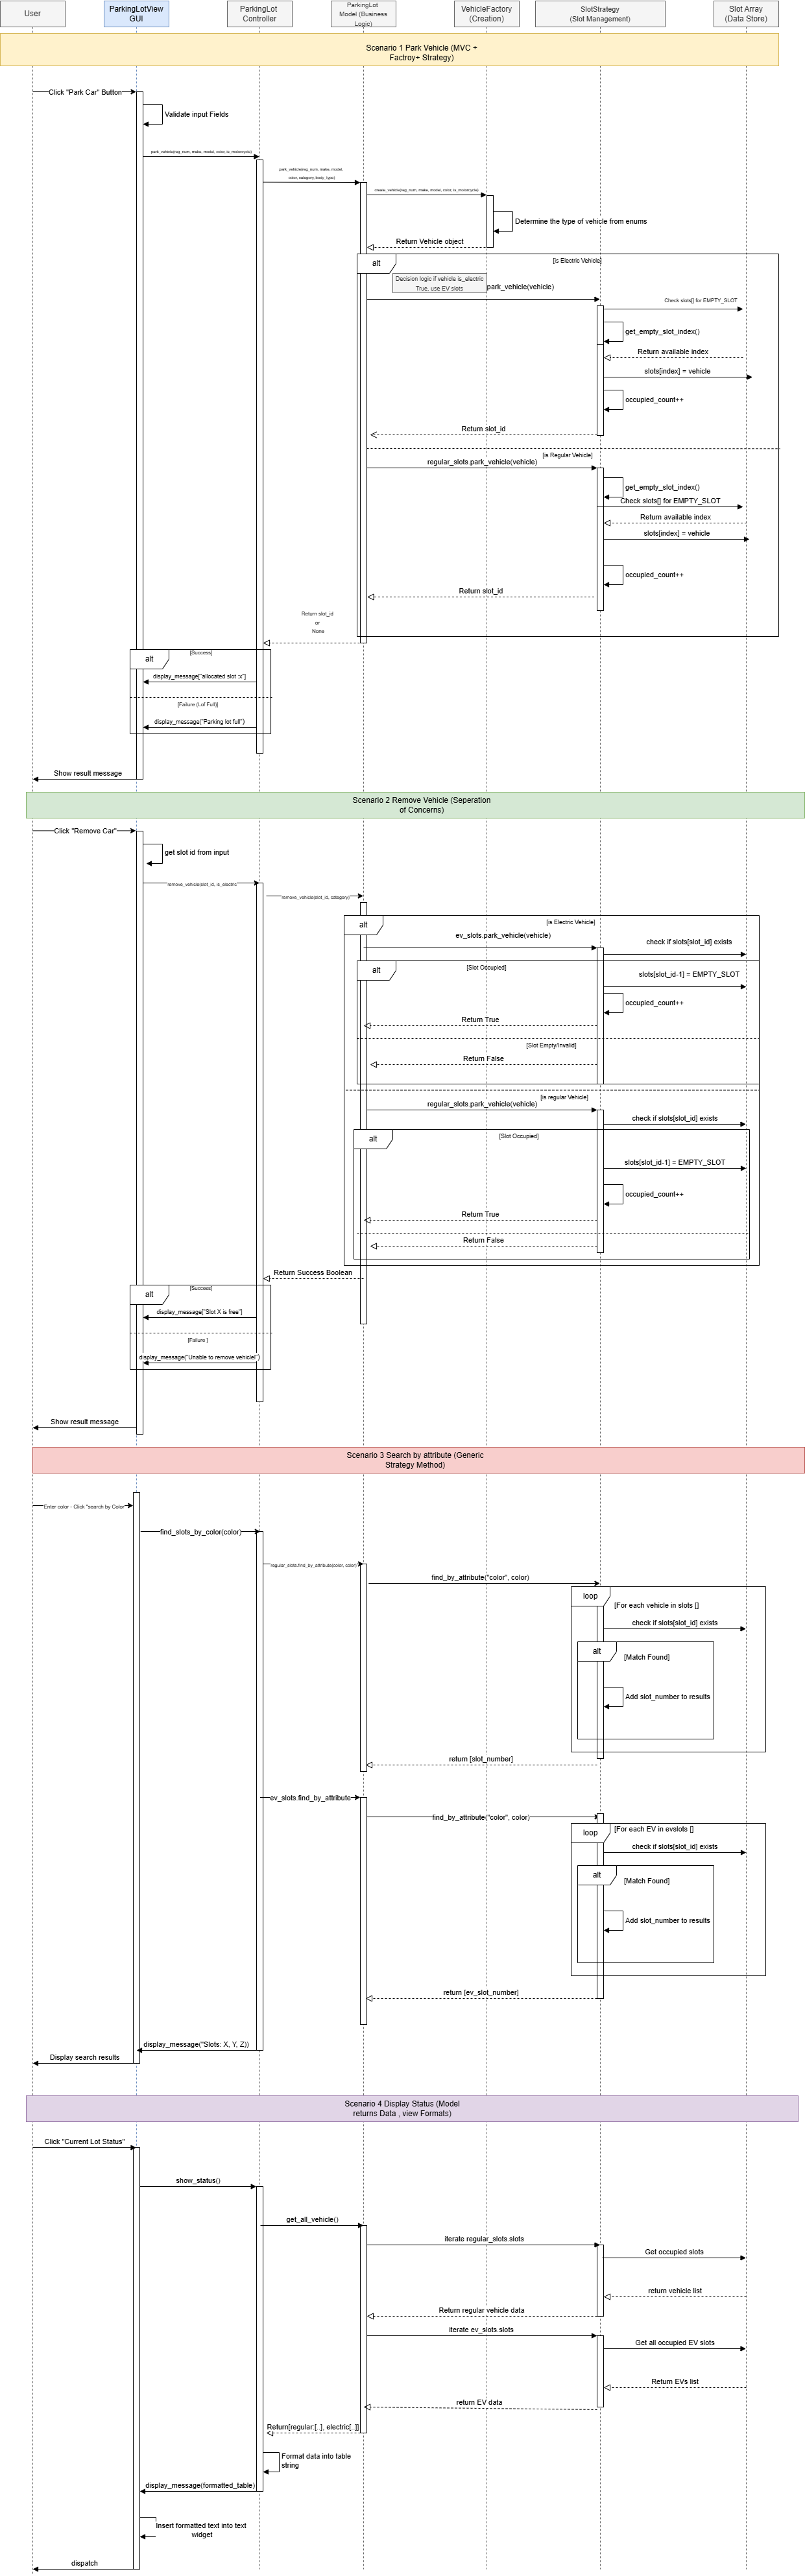 User
ParkingLotView
GUI
ParkingLot
Controller
ParkingLot
Model (Business
Logic)
VehicleFactory
(Creation)
SlotStrategy
(Slot Management)
Slot Array
(Data Store)
Scenario 1 Park Vehicle (MVC +
Factroy+ Strategy)
Click "Park Car" Button
Validate input Fields
park_vehicle(reg_num, make, model, color, is_motorcycle)
park_vehicle(reg_num, make, model,
color, category, body_type)
create_vehicle(reg_num, make, model, color, is_motorcycle)
Determine the type of vehicle from enums
Return Vehicle object
alt
[is Electric Vehicle}
Decision logic if vehicle is_electric
True, use EV slots
park_vehicle(vehicle)
Check slots[] for EMPTY_SLOT
get_empty_slot_index()
Return available index
slots[index] = vehicle
occupied_count++
Return slot_id
[is Regular Vehicle]
regular_slots.park_vehicle(vehicle)
get_empty_slot_index()
Check slots[] for EMPTY_SLOT
Return available index
slots[index] = vehicle
occupied_count++
Return slot_id
Return slot_id
or
None
alt
[Success]
display_message["allocated slot :x"]
[Failure (Lof Full)]
display_message("Parking lot full")
Show result message
Scenario 2 Remove Vehicle (Seperation
of Concerns)
Click "Remove Car"
get slot id from input
remove_vehicle(slot_id, is_electric
remove_vehicle(slot_id, category)
alt
[is Electric Vehicle]
ev_slots.park_vehicle(vehicle)
check if slots[slot_id] exists
alt
[Slot Occupied]
slots[slot_id-1] = EMPTY_SLOT
occupied_count++
Return True
[Slot Empty/Invalid]
Return False
[is regular Vehicle]
regular_slots.park_vehicle(vehicle)
check if slots[slot_id] exists
alt
[Slot Occupied]
slots[slot_id-1] = EMPTY_SLOT
occupied_count++
Return True
Return False
Return Success Boolean
alt
[Success]
display_message["Slot X is free"]
[Failure ]
display_message("Unable to remove vehicle!")
Show result message
Scenario 3 Search by attribute (Generic
Strategy Method)
Enter color - Click "search by Color
find_slots_by_color(color)
regular_slots.find_by_attribute(color, color)
find_by_attribute("color", color)
loop
[For each vehicle in slots []
check if slots[slot_id] exists
alt
[Match Found]
Add slot_number to results
return [slot_number]
ev_slots.find_by_attribute
find_by_attribute("color", color)
loop
[For each EV in evslots []
check if slots[slot_id] exists
alt
[Match Found]
Add slot_number to results
return [ev_slot_number]
display_message("Slots: X, Y, Z))
Display search results
Scenario 4 Display Status (Model
returns Data , view Formats)
Click "Current Lot Status"
show_status()
get_all_vehicle()
iterate regular_slots.slots
Get occupied slots
return vehicle list
Return regular vehicle data
iterate ev_slots.slots
Get all occupied EV slots
Return EVs list
return EV data
Return[regular:[..], electric[..]]
Format data into table
string
display_message(formatted_table)
Insert formatted text into text
widget
dispatch